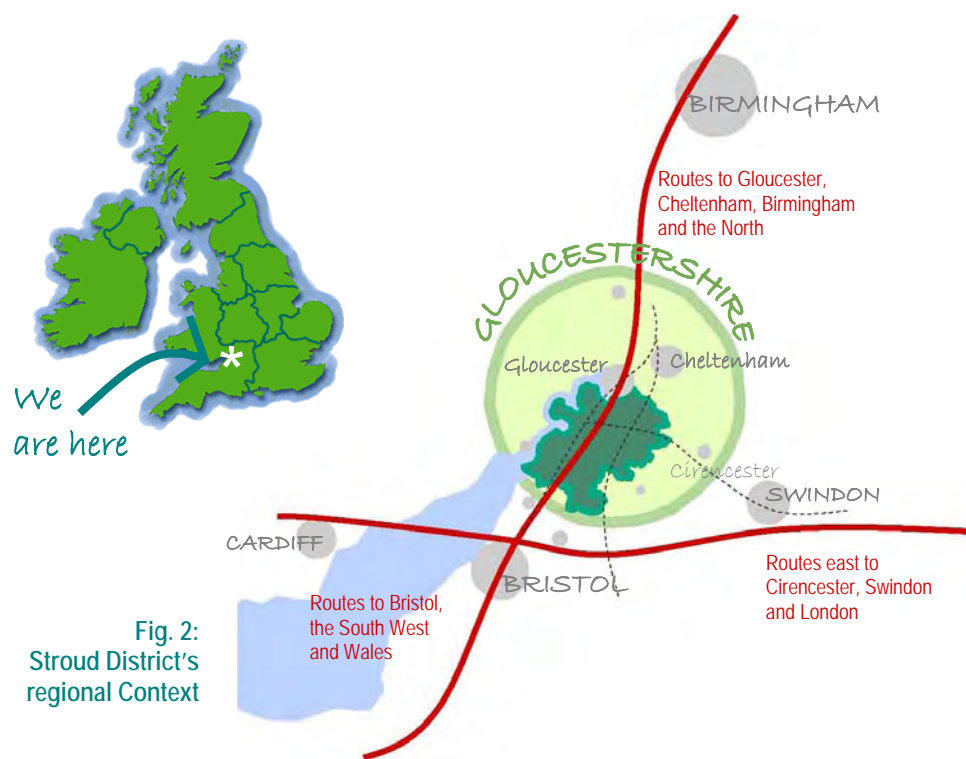 We
are here
Fig. 2:
Stroud District's
regional Context
BIRMINGHAM
Routes to Gloucester,
Cheltenham, Birmingham
and the North
GLOUCESTERSHIRE
Gloucester
Cheltenham
Cirencester
SWINDON
CARDIFF
BRISTOL
Routes to Bristol,
the South West
and Wales
Routes east to
Cirencester, Swindon
and London